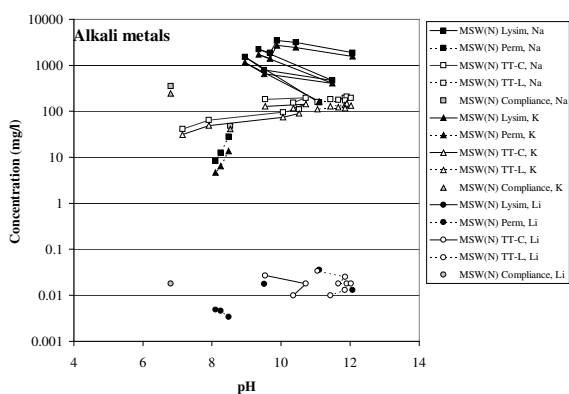 Alkali metals
10000
1000
100
10
1
0.1
0.01
0.001
Concentration (mg/l)
4
6
8
10
12
14
pH
MSW(N) Lysim, Na
MSW(N) Perm, Na
MSW(N) TT-C, Na
MSW(N) TT-L, Na
MSW(N) Compliance, Na
MSW(N) Lysim, K
MSW(N) Perm, K
MSW(N) TT-C, K
MSW(N) TT-L, K
MSW(N) Compliance, K
MSW(N) Lysim, Li
MSW(N) Perm, Li
MSW(N) TT-C, Li
MSW(N) TT-L, Li
MSW(N) Compliance, Li